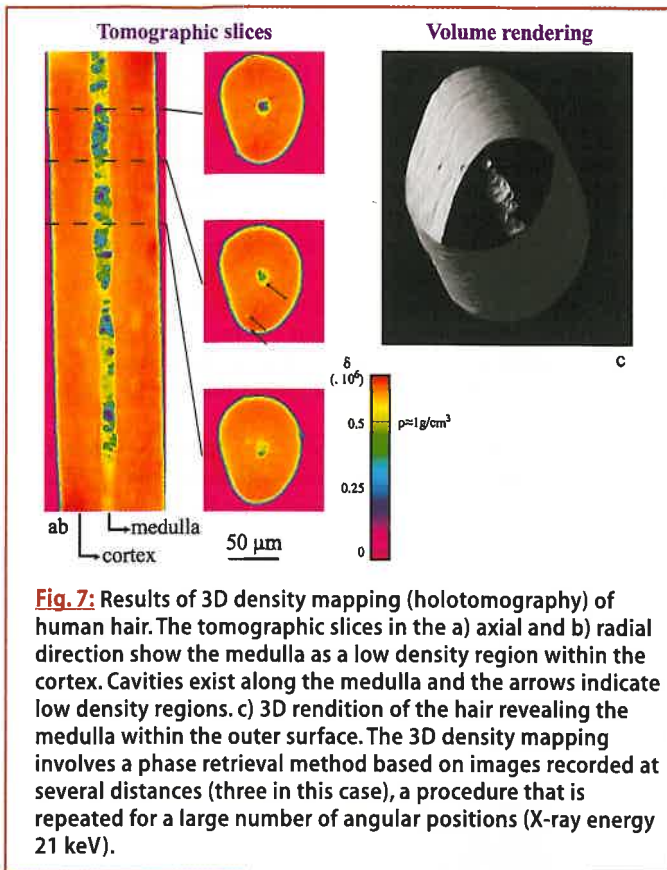 Tomographic slices
Volume rendering
c
δ
(. 10⁶)
0.5
ρ≈1g/cm³
0.25
0
ab
medulla
cortex
50 µm
Fig. 7: Results of 3D density mapping (holotomography) of
human hair. The tomographic slices in the a) axial and b) radial
direction show the medulla as a low density region within the
cortex. Cavities exist along the medulla and the arrows indicate
low density regions. c) 3D rendition of the hair revealing the
medulla within the outer surface. The 3D density mapping
involves a phase retrieval method based on images recorded at
several distances (three in this case), a procedure that is
repeated for a large number of angular positions (X-ray energy
21 keV).